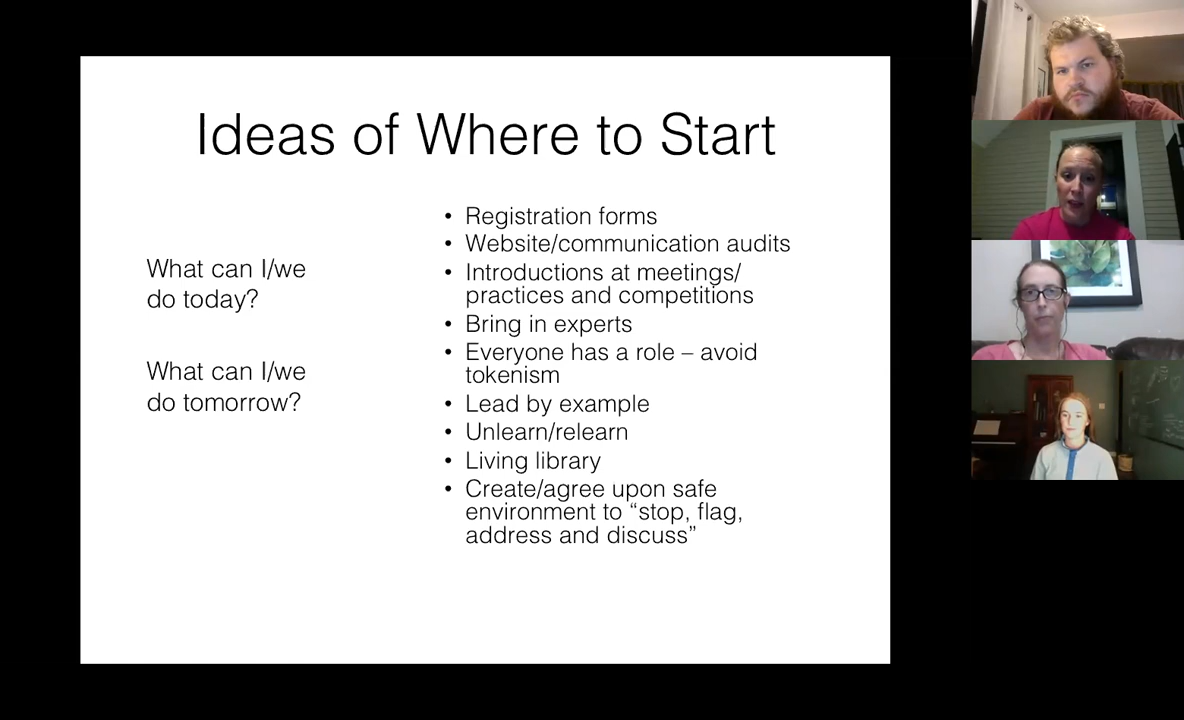 Ideas of Where to Start
What can I/we
do today?
What can I/we
do tomorrow?
• Registration forms
• Website/communication audits
• Introductions at meetings/
practices and competitions
• Bring in experts
• Everyone has a role – avoid
tokenism
• Lead by example
• Unlearn/relearn
• Living library
• Create/agree upon safe
environment to “stop, flag,
address and discuss”